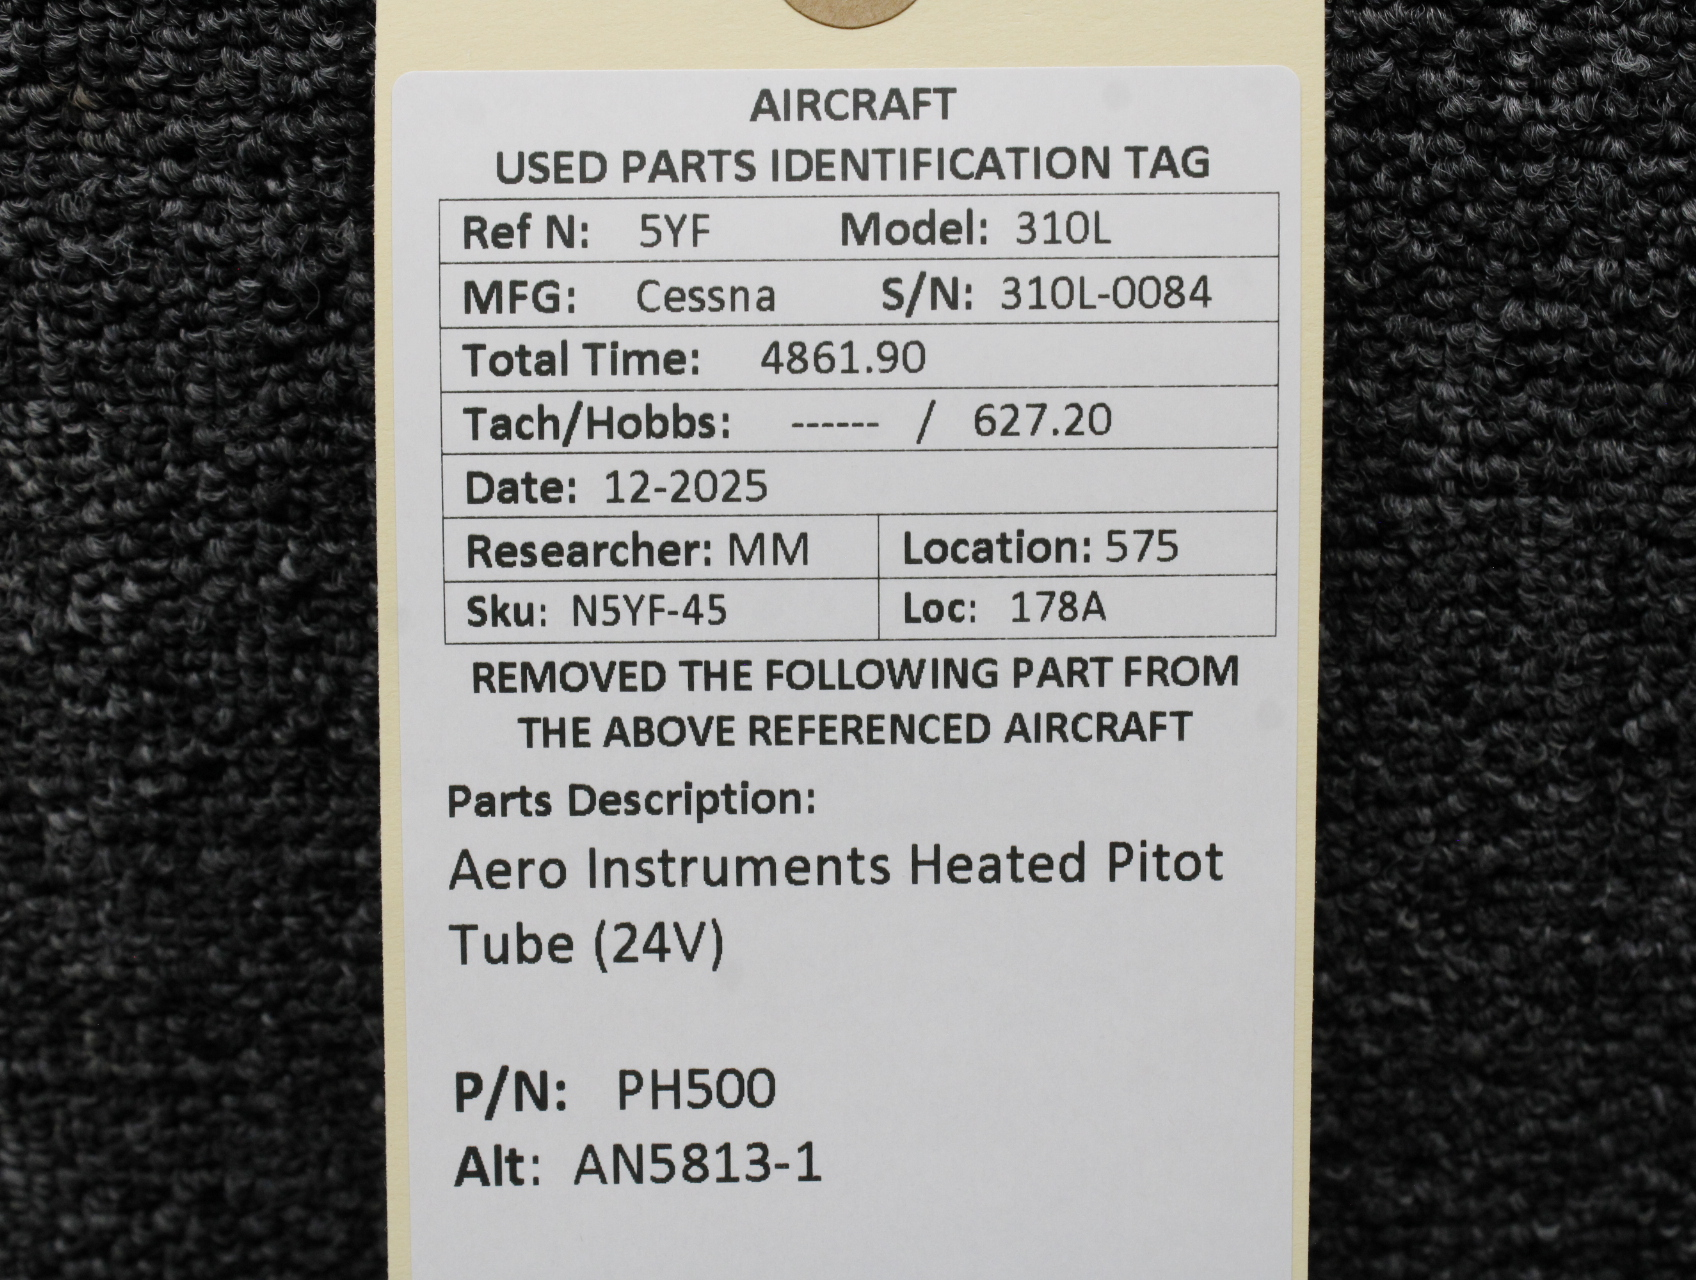 AIRCRAFT
USED PARTS IDENTIFICATION TAG
Ref N: 5YF Model: 310L
MFG: Cessna S/N: 310L-0084
Total Time: 4861.90
Tach/Hobbs: ------ / 627.20
Date: 12-2025
Researcher: MM Location: 575
Sku: N5YF-45 Loc: 178A
REMOVED THE FOLLOWING PART FROM
THE ABOVE REFERENCED AIRCRAFT
Parts Description:
Aero Instruments Heated Pitot
Tube (24V)
P/N: PH500
Alt: AN5813-1